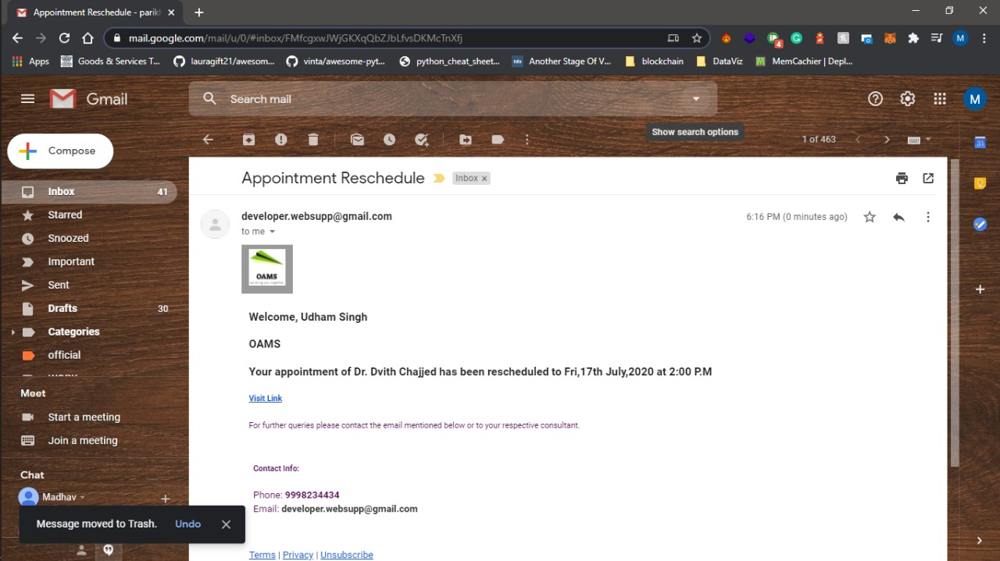 Appointment Reschedule - parikh
mail.google.com/mail/u/0/#inbox/FMfcgxwJWjGKXqQbZJbLfvsDKMcTnXfj
4
M
Apps
Goods & Services T...
lauragift21/awesom...
vinta/awesome-pyt...
python_cheat_sheet...
tds
Another Stage Of V...
blockchain
DataViz
MemCachier | Depl...
Gmail
Search mail
M
Show search options
Compose
1 of 463
31
Appointment Reschedule
Inbox ×
Inbox 41
Starred
Snoozed
Important
Sent
Drafts 30
Categories
official
developer.websupp@gmail.com
6:16 PM (0 minutes ago)
to me
OAMS
Welcome, Udham Singh
OAMS
Your appointment of Dr. Dvith Chajjed has been rescheduled to Fri,17th July,2020 at 2:00 P.M
Visit Link
For further queries please contact the email mentioned below or to your respective consultant.
Contact Info:
Phone: 9998234434
Email: developer.websupp@gmail.com
Terms | Privacy | Unsubscribe
Meet
Start a meeting
Join a meeting
Chat
Madhav
Message moved to Trash. Undo